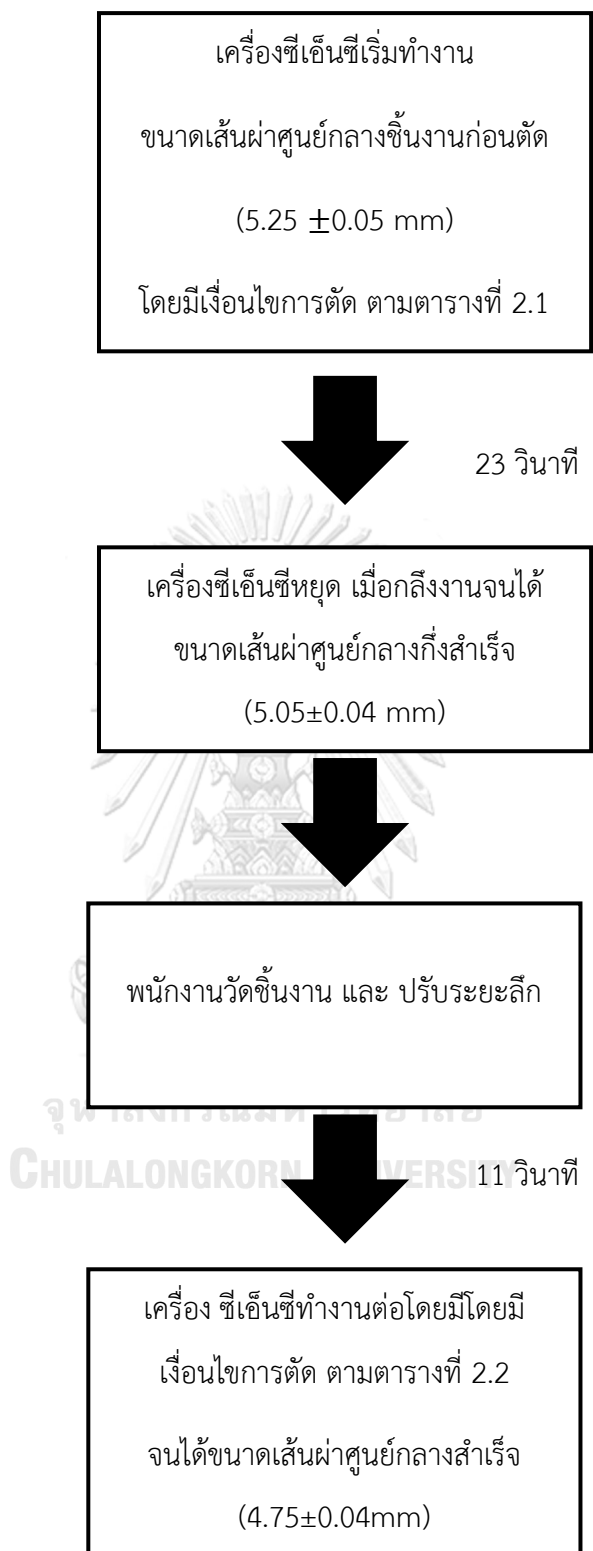 เครื่องซีเอ็นซีเริ่มทำงาน
ขนาดเส้นผ่าศูนย์กลางชิ้นงานก่อนตัด
(5.25 ±0.05 mm)
โดยมีเงื่อนไขการตัด ตามตารางที่ 2.1
23 วินาที
เครื่องซีเอ็นซีหยุด เมื่อกลึงงานจนได้
ขนาดเส้นผ่าศูนย์กลางกึ่งสำเร็จ
(5.05±0.04 mm)
พนักงานวัดชิ้นงาน และ ปรับระยะลึก
CHULALONGKORN
11 วินาที
เครื่อง ซีเอ็นซีทำงานต่อโดยมีโดยมี
เงื่อนไขการตัด ตามตารางที่ 2.2
จนได้ขนาดเส้นผ่าศูนย์กลางสำเร็จ
(4.75±0.04mm)